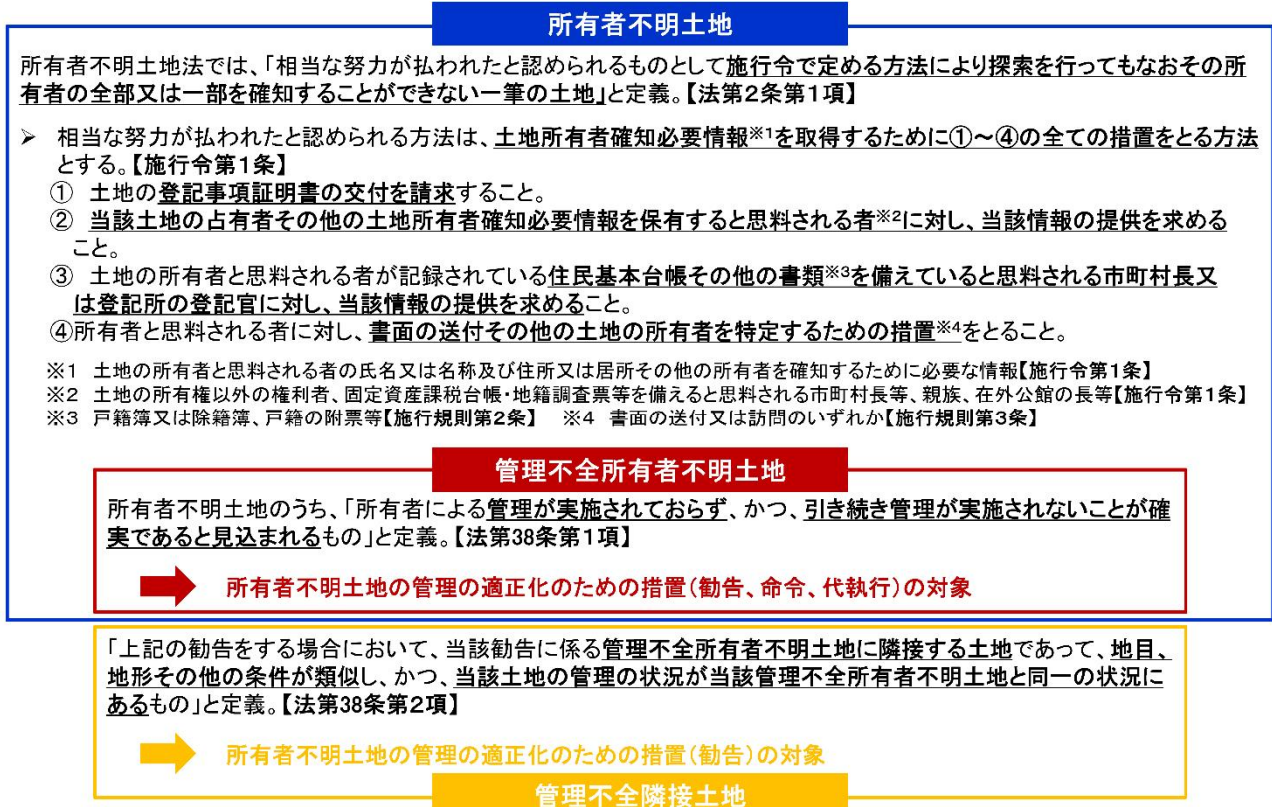 所有者不明土地
所有者不明土地法では、「相当な努力が払われたと認められるものとして施行令で定める方法により探索を行ってもなおその所
有者の全部又は一部を確知することができない一筆の土地」と定義。【法第2条第1項】
➢ 相当な努力が払われたと認められる方法は、土地所有者確知必要情報※1を取得するために①～④の全ての措置をとる方法
とする。【施行令第1条】
① 土地の登記事項証明書の交付を請求すること。
② 当該土地の占有者その他の土地所有者確知必要情報を保有すると思料される者※2に対し、当該情報の提供を求める
こと。
③ 土地の所有者と思料される者が記録されている住民基本台帳その他の書類※3を備えていると思料される市町村長又
は登記所の登記官に対し、当該情報の提供を求めること。
④所有者と思料される者に対し、書面の送付その他の土地の所有者を特定するための措置※4をとること。
※1 土地の所有者と思料される者の氏名又は名称及び住所又は居所その他の所有者を確知するために必要な情報【施行令第1条】
※2 土地の所有権以外の権利者、固定資産課税台帳・地籍調査票等を備えると思料される市町村長等、親族、在外公館の長等【施行令第1条】
※3 戸籍簿又は除籍簿、戸籍の附票等【施行規則第2条】 ※4 書面の送付又は訪問のいずれか【施行規則第3条】
管理不全所有者不明土地
所有者不明土地のうち、「所有者による管理が実施されておらず、かつ、引き続き管理が実施されないことが確
実であると見込まれるもの」と定義。【法第38条第1項】
所有者不明土地の管理の適正化のための措置(勧告、命令、代執行)の対象
「上記の勧告をする場合において、当該勧告に係る管理不全所有者不明土地に隣接する土地であって、地目、
地形その他の条件が類似し、かつ、当該土地の管理の状況が当該管理不全所有者不明土地と同一の状況に
あるもの」と定義。【法第38条第2項】
所有者不明土地の管理の適正化のための措置(勧告)の対象
管理不全隣接土地